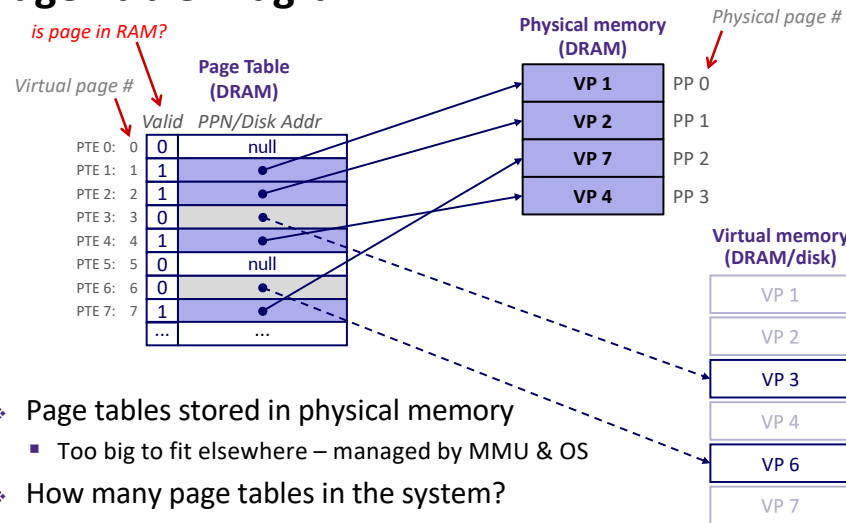 is page in RAM?
Virtual page #
Page Table
(DRAM)
Valid PPN/Disk Addr
PTE 0: 0 0 null
PTE 1: 1 1
PTE 2: 2 1
PTE 3: 3 0
PTE 4: 4 1
PTE 5: 5 0 null
PTE 6: 6 0
PTE 7: 7 1
... ...
Physical memory
(DRAM)
Physical page #
VP 1 PP 0
VP 2 PP 1
VP 7 PP 2
VP 4 PP 3
Virtual memory
(DRAM/disk)
VP 1
VP 2
VP 3
VP 4
VP 6
VP 7
Page tables stored in physical memory
Too big to fit elsewhere – managed by MMU & OS
How many page tables in the system?